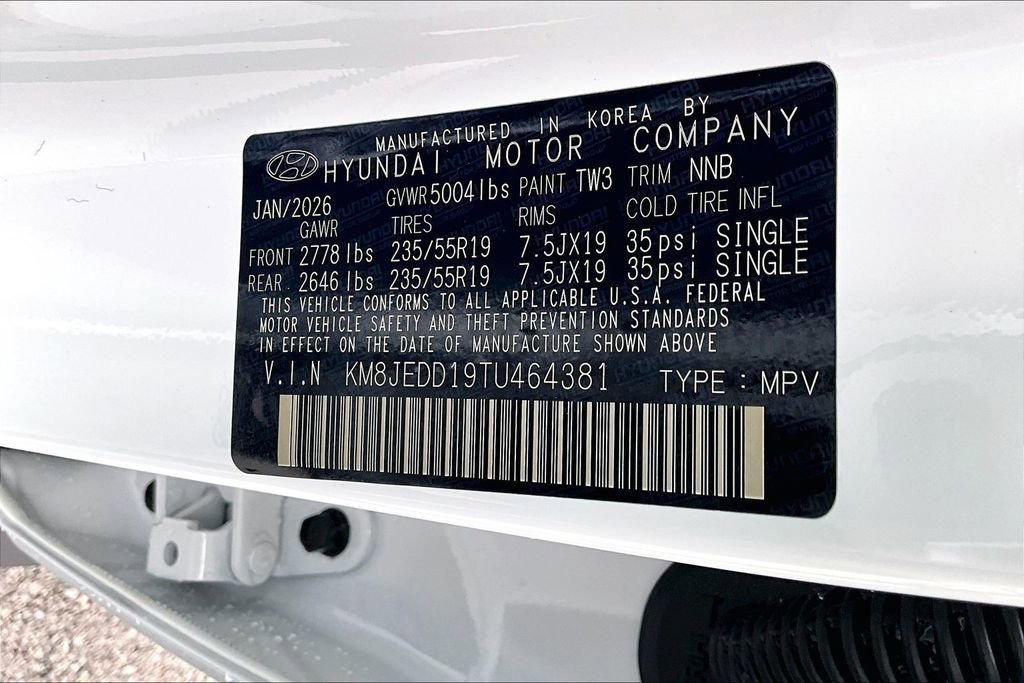 MANUFACTURED IN KOREA BY
HYUNDAI MOTOR COMPANY
JAN/2026 GVWR 5004 lbs PAINT TW3 TRIM NNB
GAWR TIRES RIMS COLD TIRE INFL
FRONT 2778 lbs 235/55R19 7.5JX19 35psi SINGLE
REAR 2646 lbs 235/55R19 7.5JX19 35psi SINGLE
THIS VEHICLE CONFORMS TO ALL APPLICABLE U.S.A. FEDERAL
MOTOR VEHICLE SAFETY AND THEFT PREVENTION STANDARDS
IN EFFECT ON THE DATE OF MANUFACTURE SHOWN ABOVE
V.I.N KM8JEDD19TU464381 TYPE : MPV